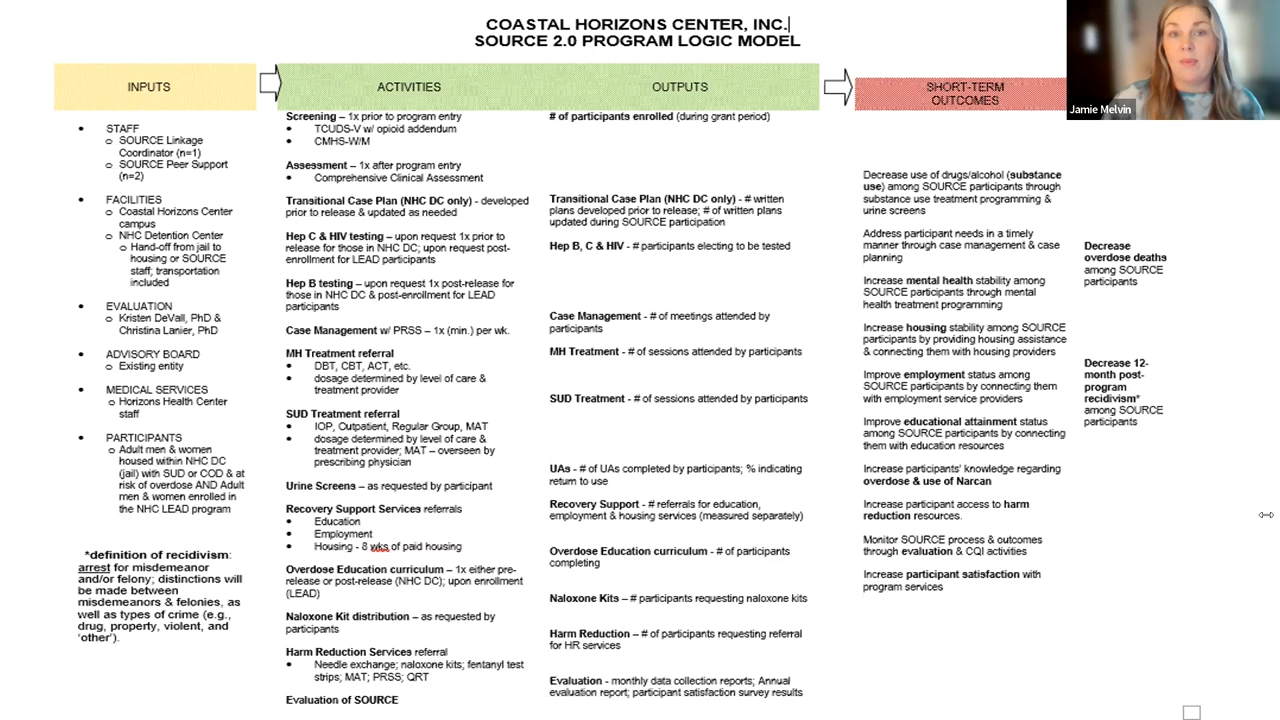 COASTAL HORIZONS CENTER, INC.
SOURCE 2.0 PROGRAM LOGIC MODEL
Jamie Melvin
INPUTS
• STAFF
o SOURCE Linkage
Coordinator (n=1)
o SOURCE Peer Support
(n=2)
• FACILITIES
o Coastal Horizons Center
campus
o NHC Detention Center
o Hand-off from jail to
housing or SOURCE
staff; transportation
included
• EVALUATION
o Kristen DeVall, PhD &
Christina Lanier, PhD
• ADVISORY BOARD
o Existing entity
• MEDICAL SERVICES
o Horizons Health Center
staff
• PARTICIPANTS
o Adult men & women
housed within NHC DC
(jail) with SUD or COD & at
risk of overdose AND Adult
men & women enrolled in
the NHC LEAD program
*definition of recidivism:
arrest for misdemeanor
and/or felony; distinctions will
be made between
misdemeanors & felonies, as
well as types of crime (e.g.,
drug, property, violent, and
'other').
ACTIVITIES
Screening – 1x prior to program entry
• TCUDS-V w/ opioid addendum
• CMHS-W/M
Assessment – 1x after program entry
• Comprehensive Clinical Assessment
Transitional Case Plan (NHC DC only) - developed
prior to release & updated as needed
Hep C & HIV testing – upon request 1x prior to
release for those in NHC DC; upon request post-
enrollment for LEAD participants
Hep B testing – upon request 1x post-release for
those in NHC DC & post-enrollment for LEAD
participants
Case Management w/ PRSS – 1x (min.) per wk.
MH Treatment referral
• DBT, CBT, ACT, etc.
• dosage determined by level of care &
treatment provider
SUD Treatment referral
• IOP, Outpatient, Regular Group, MAT
• dosage determined by level of care &
treatment provider; MAT – overseen by
prescribing physician
Urine Screens – as requested by participant
Recovery Support Services referrals
• Education
• Employment
• Housing - 8 wks of paid housing
Overdose Education curriculum – 1x either pre-
release or post-release (NHC DC); upon enrollment
(LEAD)
Naloxone Kit distribution – as requested by
participants
Harm Reduction Services referral
• Needle exchange; naloxone kits; fentanyl test
strips; MAT; PRSS; QRT
Evaluation of SOURCE
OUTPUTS
# of participants enrolled (during grant period)
Transitional Case Plan (NHC DC only) - # written
plans developed prior to release; # of written plans
updated during SOURCE participation
Hep B, C & HIV - # participants electing to be tested
Case Management - # of meetings attended by
participants
MH Treatment - # of sessions attended by participants
SUD Treatment - # of sessions attended by participants
UAs - # of UAs completed by participants; % indicating
return to use
Recovery Support - # referrals for education,
employment & housing services (measured separately)
Overdose Education curriculum - # of participants
completing
Naloxone Kits – # participants requesting naloxone kits
Harm Reduction – # of participants requesting referral
for HR services
Evaluation - monthly data collection reports; Annual
evaluation report; participant satisfaction survey results
SHORT-TERM
OUTCOMES
Decrease use of drugs/alcohol (substance
use) among SOURCE participants through
substance use treatment programming &
urine screens
Address participant needs in a timely
manner through case management & case
planning
Increase mental health stability among
SOURCE participants through mental
health treatment programming
Increase housing stability among SOURCE
participants by providing housing assistance
& connecting them with housing providers
Improve employment status among
SOURCE participants by connecting them
with employment service providers
Improve educational attainment status
among SOURCE participants by connecting
them with education resources
Increase participants' knowledge regarding
overdose & use of Narcan
Increase participant access to harm
reduction resources.
Monitor SOURCE process & outcomes
through evaluation & CQI activities
Increase participant satisfaction with
program services
Decrease
overdose deaths
among SOURCE
participants
Decrease 12-
month post-
program
recidivism*
among SOURCE
participants